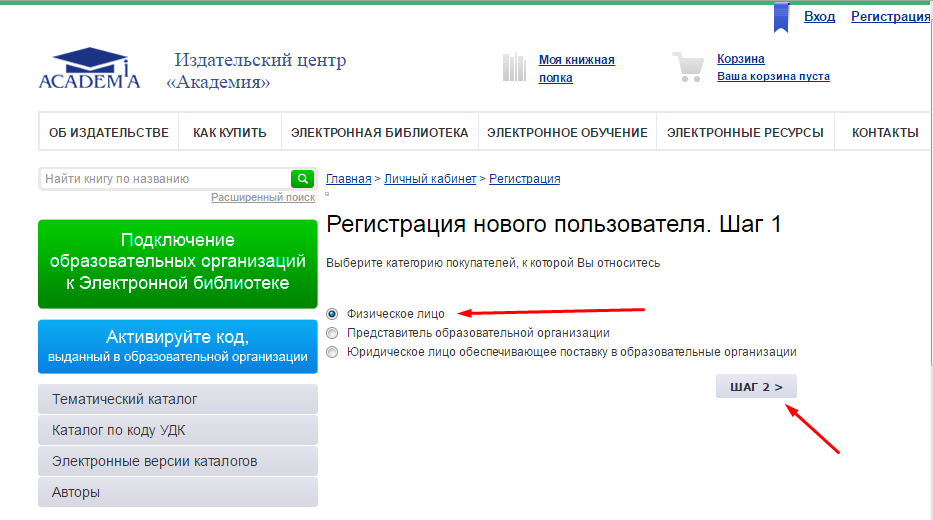 Вход Регистрация
ACADEMIA
Издательский центр
«Академия»
Моя книжная
полка
Корзина
Ваша корзина пуста
ОБ ИЗДАТЕЛЬСТВЕ КАК КУПИТЬ ЭЛЕКТРОННАЯ БИБЛИОТЕКА ЭЛЕКТРОННОЕ ОБУЧЕНИЕ ЭЛЕКТРОННЫЕ РЕСУРСЫ КОНТАКТЫ
Найти книгу по названию
Расширенный поиск
Подключение
образовательных организаций
к Электронной библиотеке
Активируйте код,
выданный в образовательной организации
Тематический каталог
Каталог по коду УДК
Электронные версии каталогов
Авторы
Главная > Личный кабинет > Регистрация
Регистрация нового пользователя. Шаг 1
Выберите категорию покупателей, к которой Вы относитесь
Физическое лицо
Представитель образовательной организации
Юридическое лицо обеспечивающее поставку в образовательные организации
ШАГ 2 >